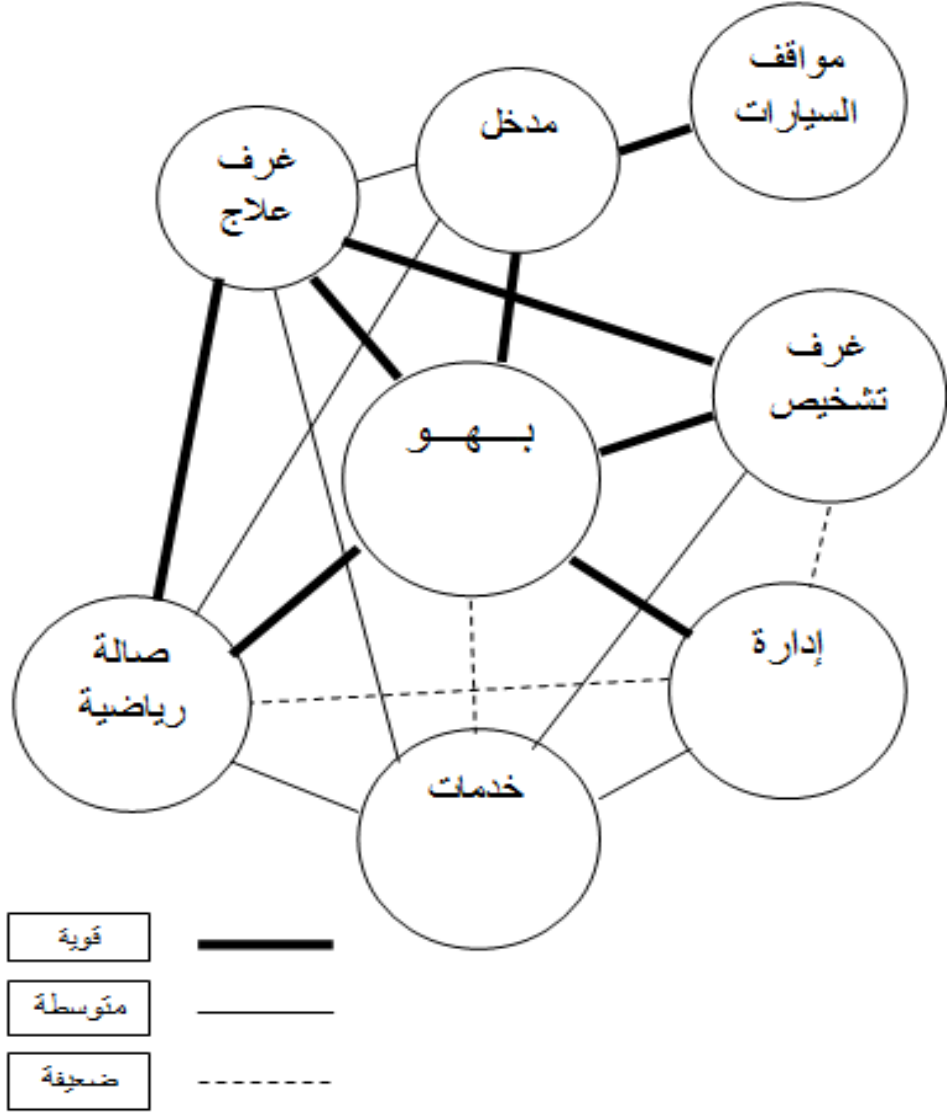 مواقف
السيارات
مدخل
غرف
علاج
غرف
تشخيص
بـــهـــو
إدارة
صالة
رياضية
خدمات
قوية
متوسطة
ضعيفة